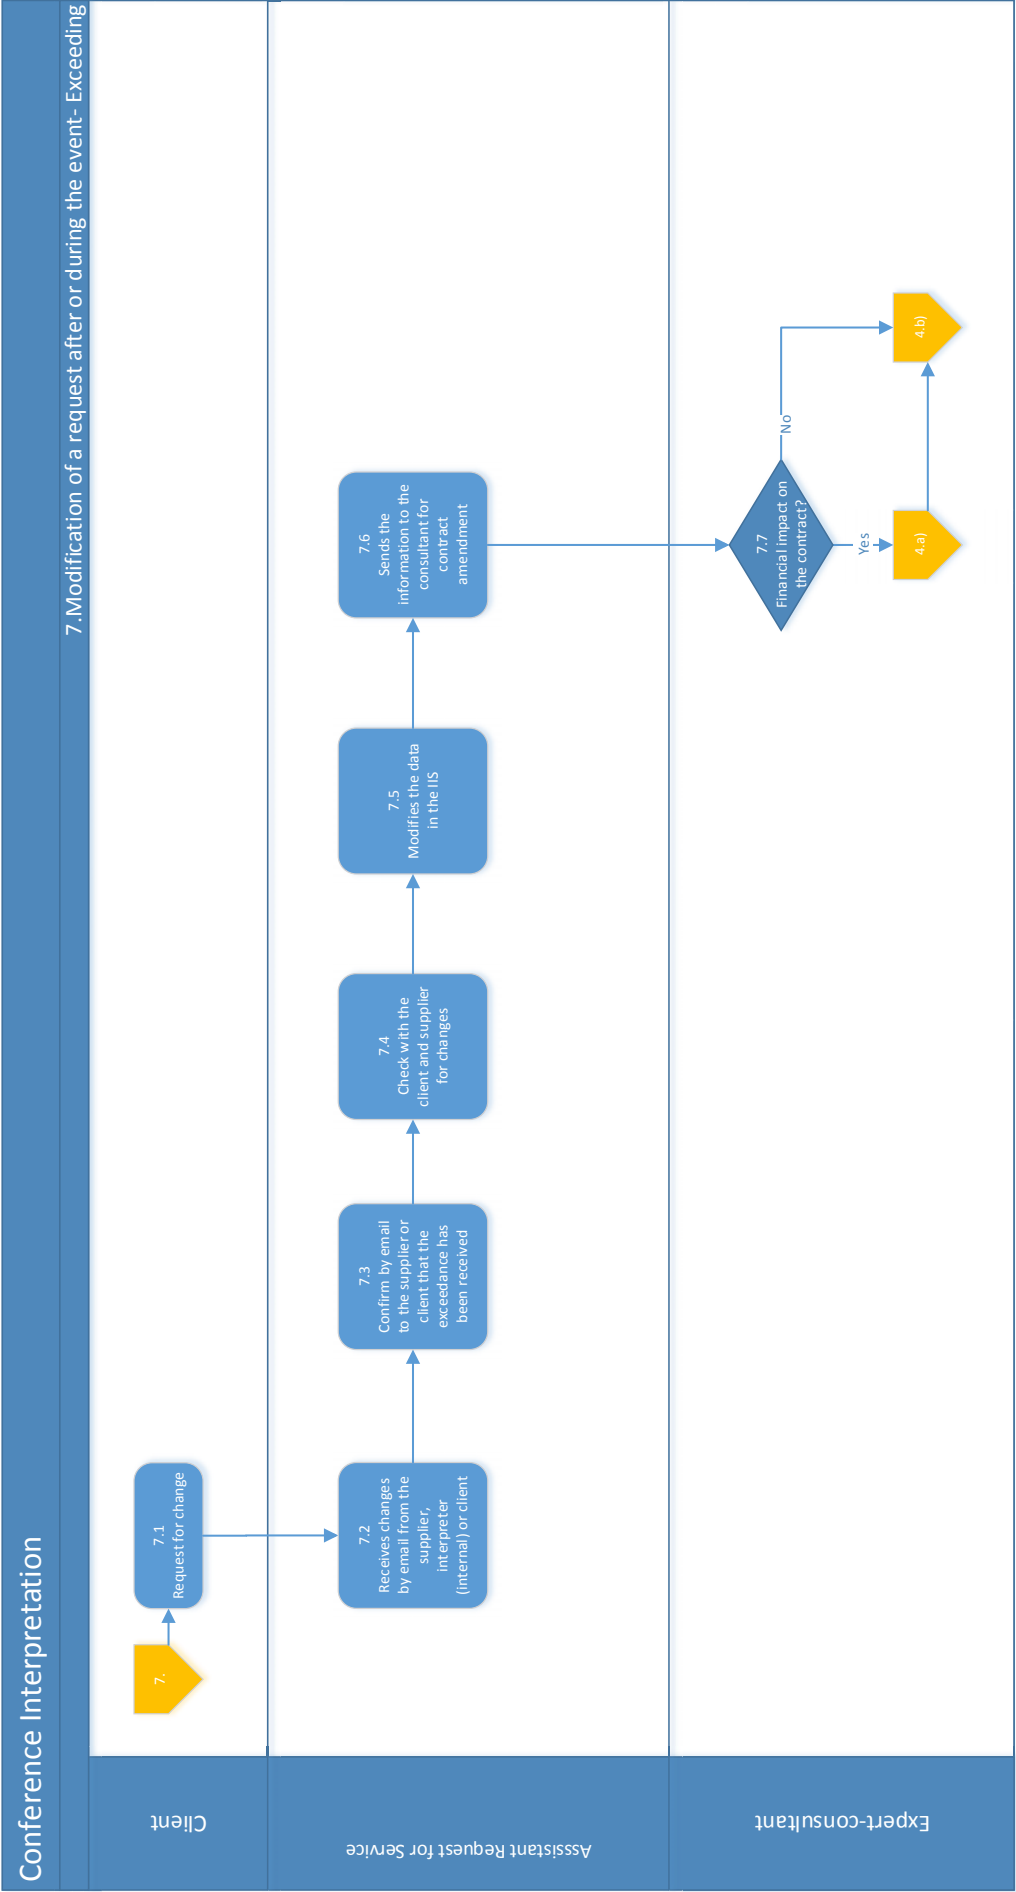 Conference Interpretation
7.Modification of a request after or during the event- Exceeding
Client
7.
7.1
Request for change
Asssistant Request for Service
7.2
Receives changes
by email from the
supplier,
interpreter
(internal) or client
7.3
Confirm by email
to the supplier or
client that the
exceedance has
been received
7.4
Check with the
client and supplier
for changes
7.5
Modifies the data
in the IIS
7.6
Sends the
information to the
consultant for
contract
amendment
Expert-consultant
7.7
Financial impact on
the contract?
Yes
No
4.a)
4.b)